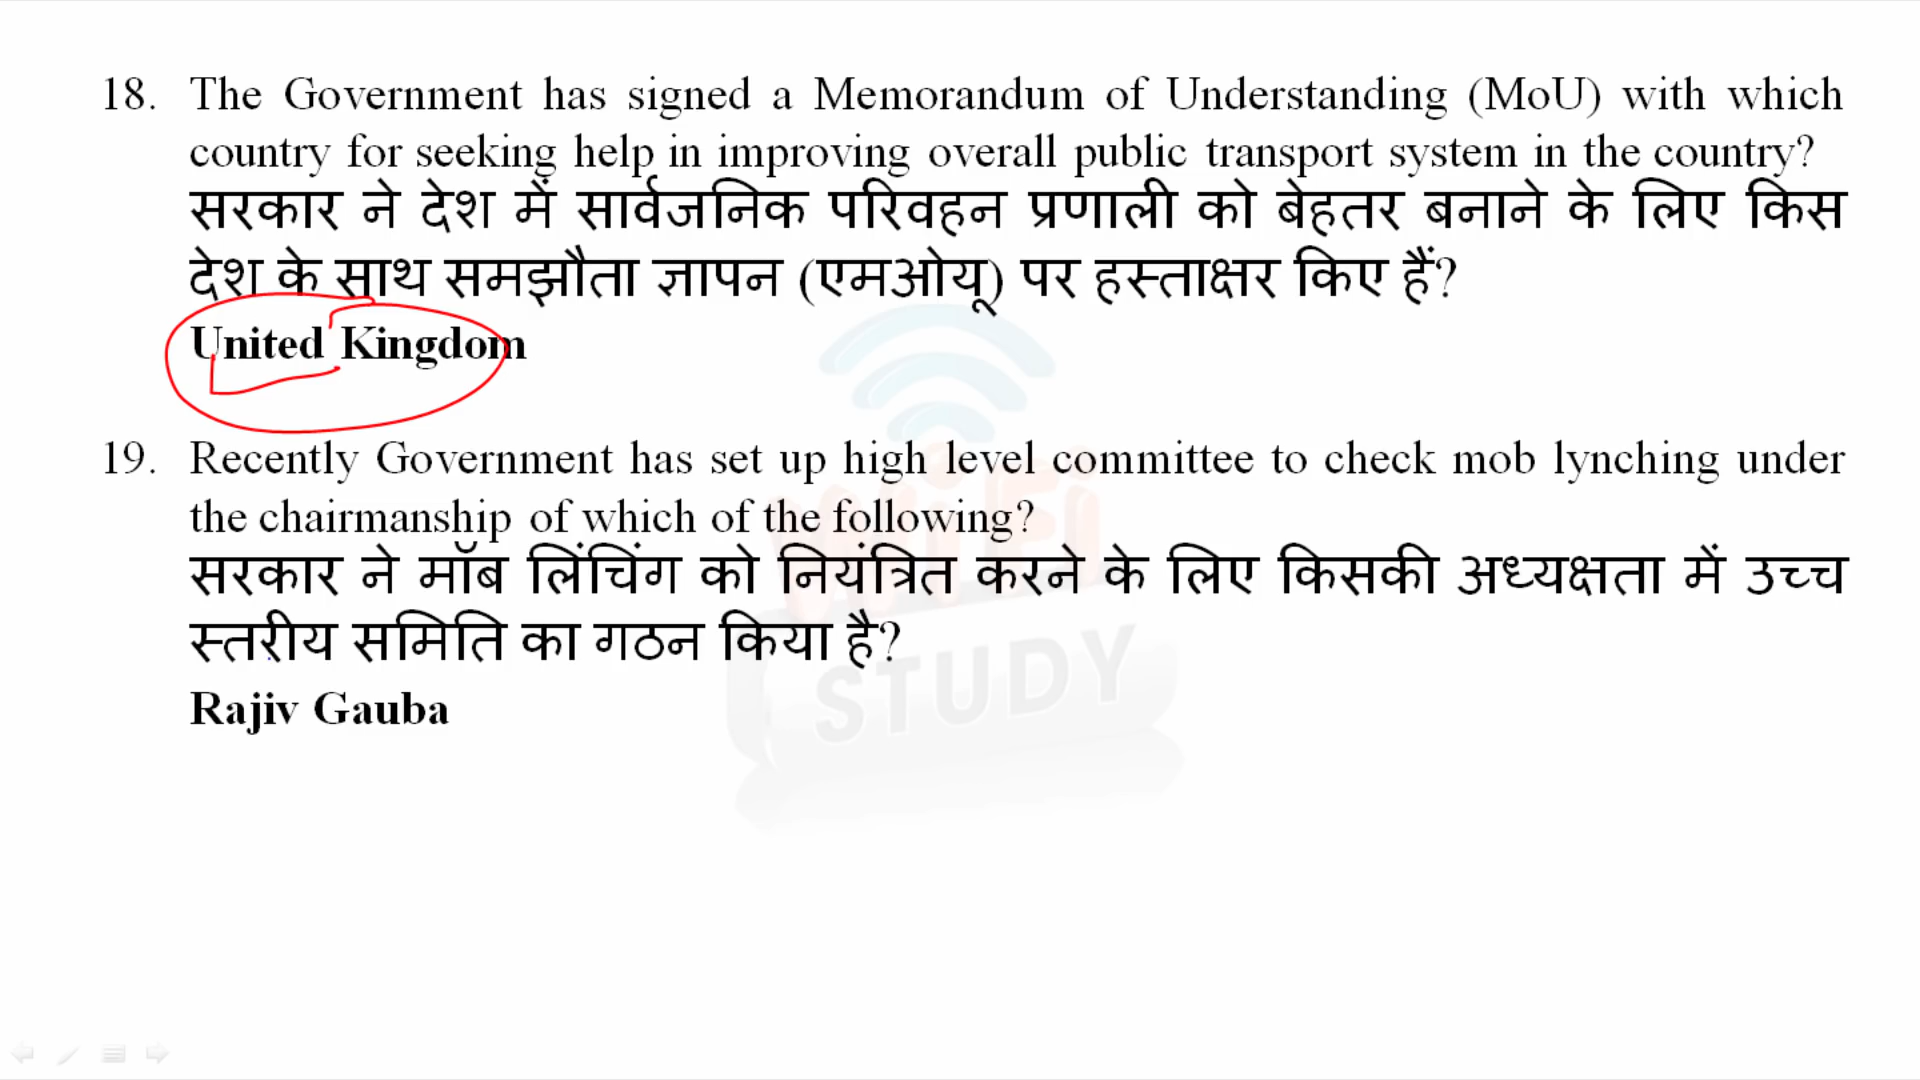 18. The Government has signed a Memorandum of Understanding (MoU) with which
country for seeking help in improving overall public transport system in the country?
सरकार ने देश में सार्वजनिक परिवहन प्रणाली को बेहतर बनाने के लिए किस
देश के साथ समझौता ज्ञापन (एमओयू) पर हस्ताक्षर किए हैं?
United Kingdom
19. Recently Government has set up high level committee to check mob lynching under
the chairmanship of which of the following?
सरकार ने मॉब लिंचिंग को नियंत्रित करने के लिए किसकी अध्यक्षता में उच्च
स्तरीय समिति का गठन किया है?
Rajiv Gauba
WiFi
STUDY